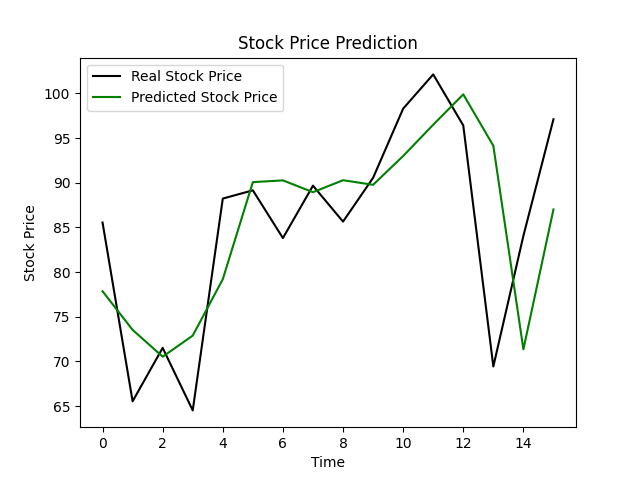 Stock Price Prediction
Real Stock Price
Predicted Stock Price
100
95
90
85
80
75
70
65
Stock Price
0 2 4 6 8 10 12 14
Time